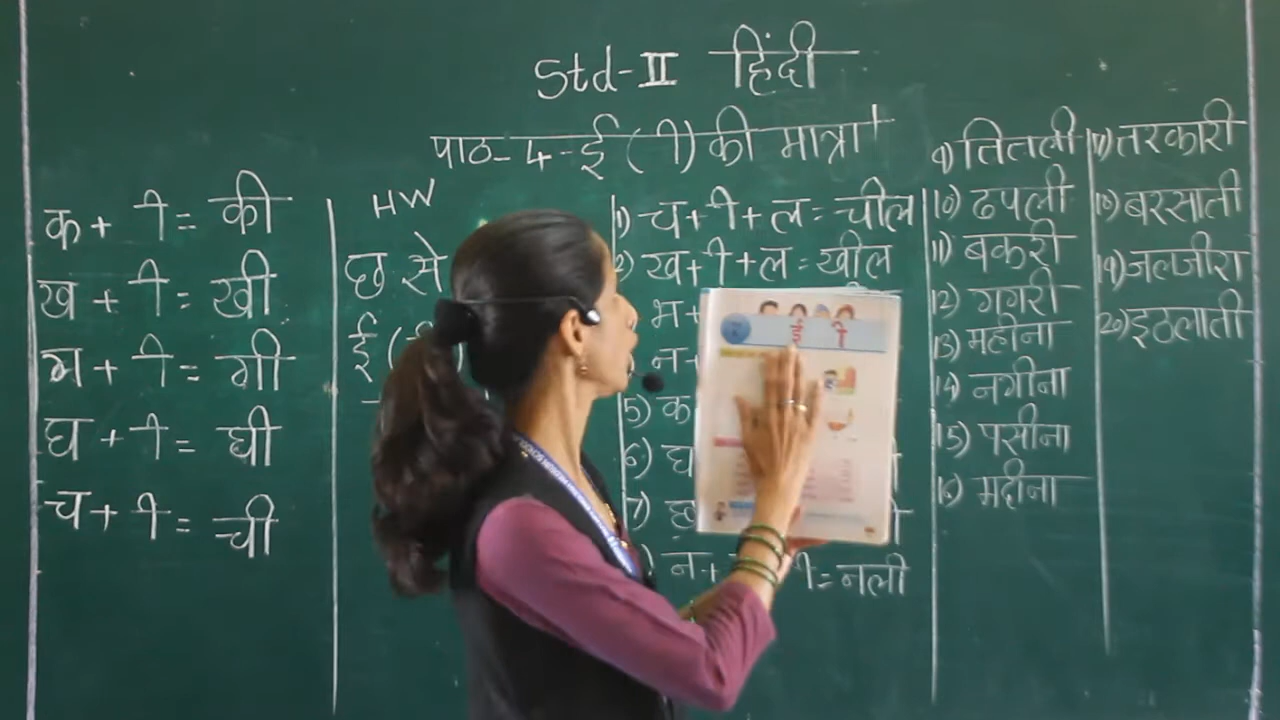 Std-II हिंदी
पाठ-4-ई (ी) की मात्रा
क + ी = की
ख + ी = खी
ग + ी = गी
घ + ी = घी
च + ी = ची
HW
छ से
ई (
1) च+ी+ल=चील
2) ख+ी+ल=खील
न+
5) क
6) घ
7) छ
न+ ी=नली
9) तितली
10) ढपली
11) बकरी
12) गगरी
13) महीना
14) नगीना
15) पसीना
16) मदीना
17) तरकारी
18) बरसाती
19) जलजीरा
20) इठलाती
ई ी